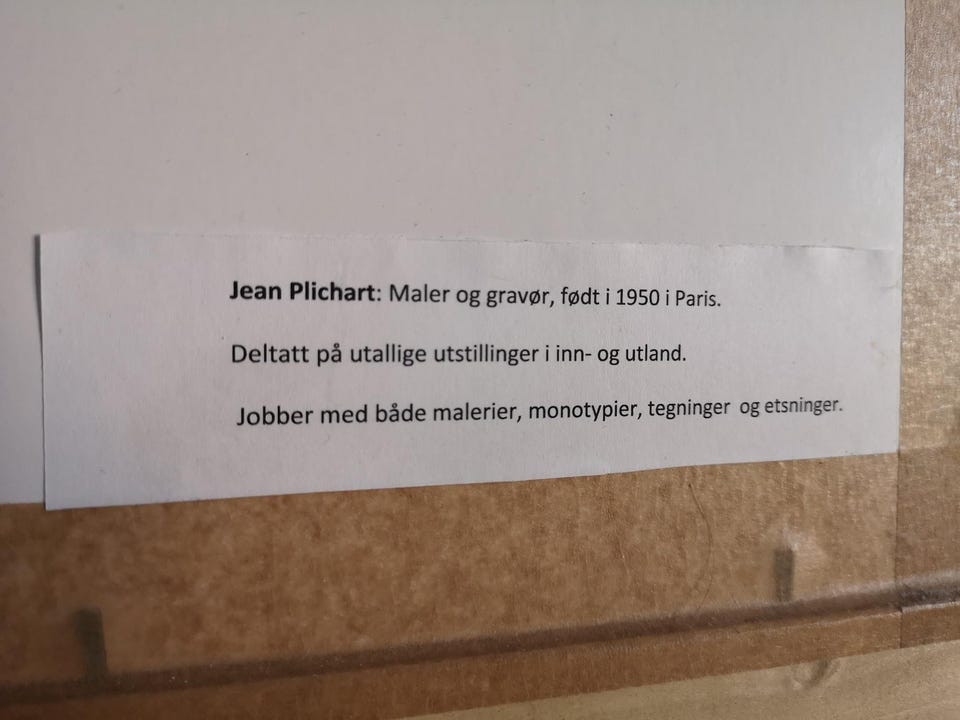 Jean Plichart: Maler og gravør, født i 1950 i Paris.
Deltatt på utallige utstillinger i inn- og utland.
Jobber med både malerier, monotypier, tegninger og etsninger.